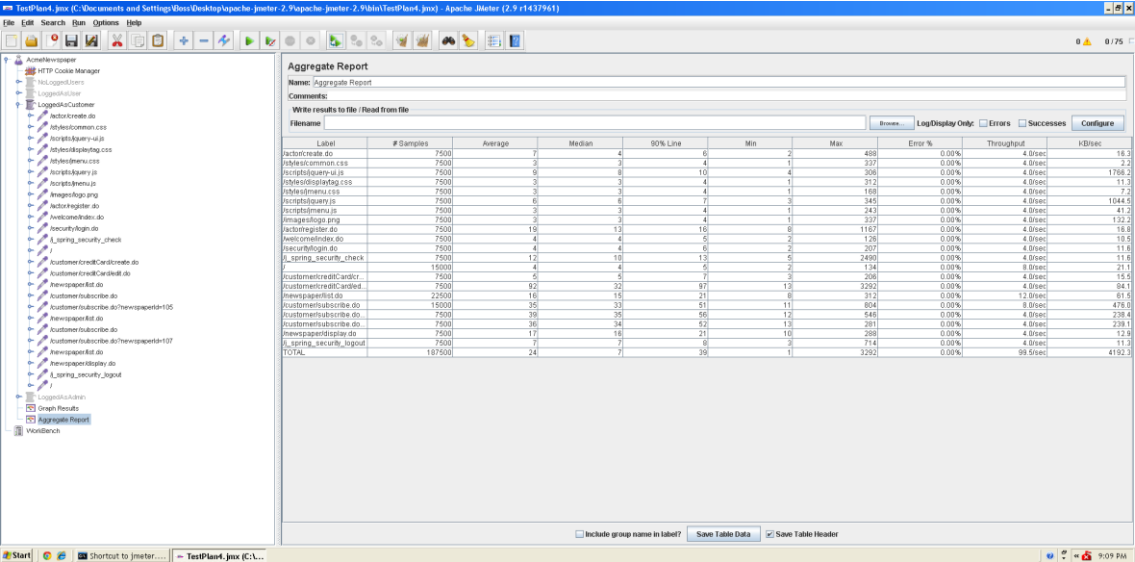 TestPlan4.jmx (C:\Documents and Settings\Boss\Desktop\apache-jmeter-2.9\apache-jmeter-2.9\bin\TestPlan4.jmx) - Apache JMeter (2.9 r1437961)
File Edit Search Run Options Help
0 0 / 75
AcmeNewspaper
HTTP Cookie Manager
NoLoggedUsers
LoggedAsUser
LoggedAsCustomer
/actor/create.do
/styles/common.css
/scripts/jquery-ui.js
/styles/displaytag.css
/styles/jmenu.css
/scripts/jquery.js
/scripts/jmenu.js
/images/logo.png
/actor/register.do
/welcome/index.do
/security/login.do
/j_spring_security_check
/
/customer/creditCard/create.do
/customer/creditCard/edit.do
/newspaper/list.do
/customer/subscribe.do
/customer/subscribe.do?newspaperId=105
/newspaper/list.do
/customer/subscribe.do
/customer/subscribe.do?newspaperId=107
/newspaper/list.do
/newspaper/display.do
/j_spring_security_logout
/
LoggedAsAdmin
Graph Results
Aggregate Report
WorkBench
Aggregate Report
Name: Aggregate Report
Comments:
Write results to file / Read from file
Filename Browse... Log/Display Only: Errors Successes Configure
Label # Samples Average Median 90% Line Min Max Error % Throughput KB/sec
/actor/create.do 7500 7 4 6 2 488 0.00% 4.0/sec 16.3
/styles/common.css 7500 3 3 4 1 337 0.00% 4.0/sec 2.2
/scripts/jquery-ui.js 7500 9 8 10 4 306 0.00% 4.0/sec 1766.2
/styles/displaytag.css 7500 3 3 4 1 312 0.00% 4.0/sec 11.3
/styles/jmenu.css 7500 3 3 4 1 168 0.00% 4.0/sec 7.2
/scripts/jquery.js 7500 6 6 7 3 345 0.00% 4.0/sec 1044.5
/scripts/jmenu.js 7500 3 3 4 1 243 0.00% 4.0/sec 41.2
/images/logo.png 7500 3 3 4 1 337 0.00% 4.0/sec 132.2
/actor/register.do 7500 19 13 16 8 1167 0.00% 4.0/sec 16.8
/welcome/index.do 7500 4 4 5 2 126 0.00% 4.0/sec 10.5
/security/login.do 7500 4 4 6 2 207 0.00% 4.0/sec 11.6
/j_spring_security_check 7500 12 10 13 5 2490 0.00% 4.0/sec 11.6
/ 15000 4 4 5 2 134 0.00% 8.0/sec 21.1
/customer/creditCard/cr... 7500 5 5 7 3 206 0.00% 4.0/sec 15.5
/customer/creditCard/ed... 7500 92 32 97 13 3292 0.00% 4.0/sec 84.1
/newspaper/list.do 22500 16 15 21 8 312 0.00% 12.0/sec 61.5
/customer/subscribe.do 15000 35 33 51 11 804 0.00% 8.0/sec 476.0
/customer/subscribe.do... 7500 39 35 56 12 546 0.00% 4.0/sec 238.4
/customer/subscribe.do... 7500 36 34 52 13 281 0.00% 4.0/sec 239.1
/newspaper/display.do 7500 17 16 21 10 288 0.00% 4.0/sec 12.9
/j_spring_security_logout 7500 7 7 8 3 714 0.00% 4.0/sec 11.3
TOTAL 187500 24 7 39 1 3292 0.00% 99.5/sec 4192.3
Include group name in label? Save Table Data Save Table Header
Start Shortcut to jmeter.... TestPlan4.jmx (C:\... 9:09 PM